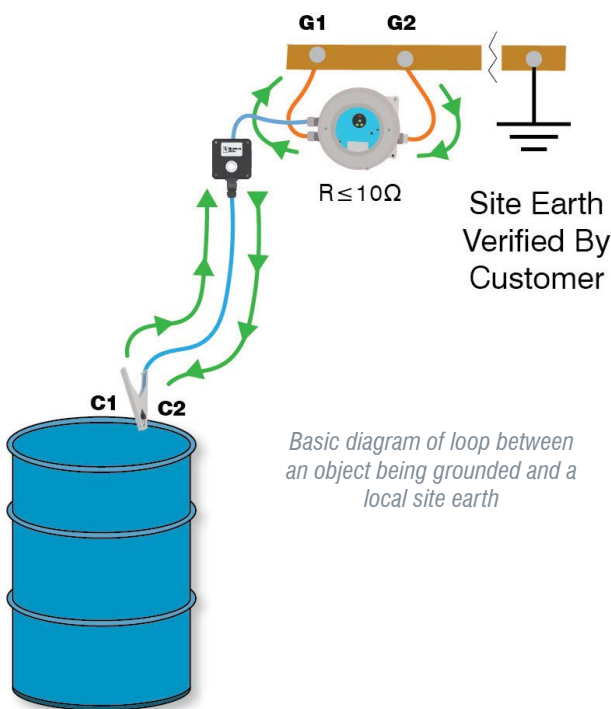 G1 G2
R≤10Ω
Site Earth
Verified By
Customer
C1 C2
Basic diagram of loop between
an object being grounded and a
local site earth